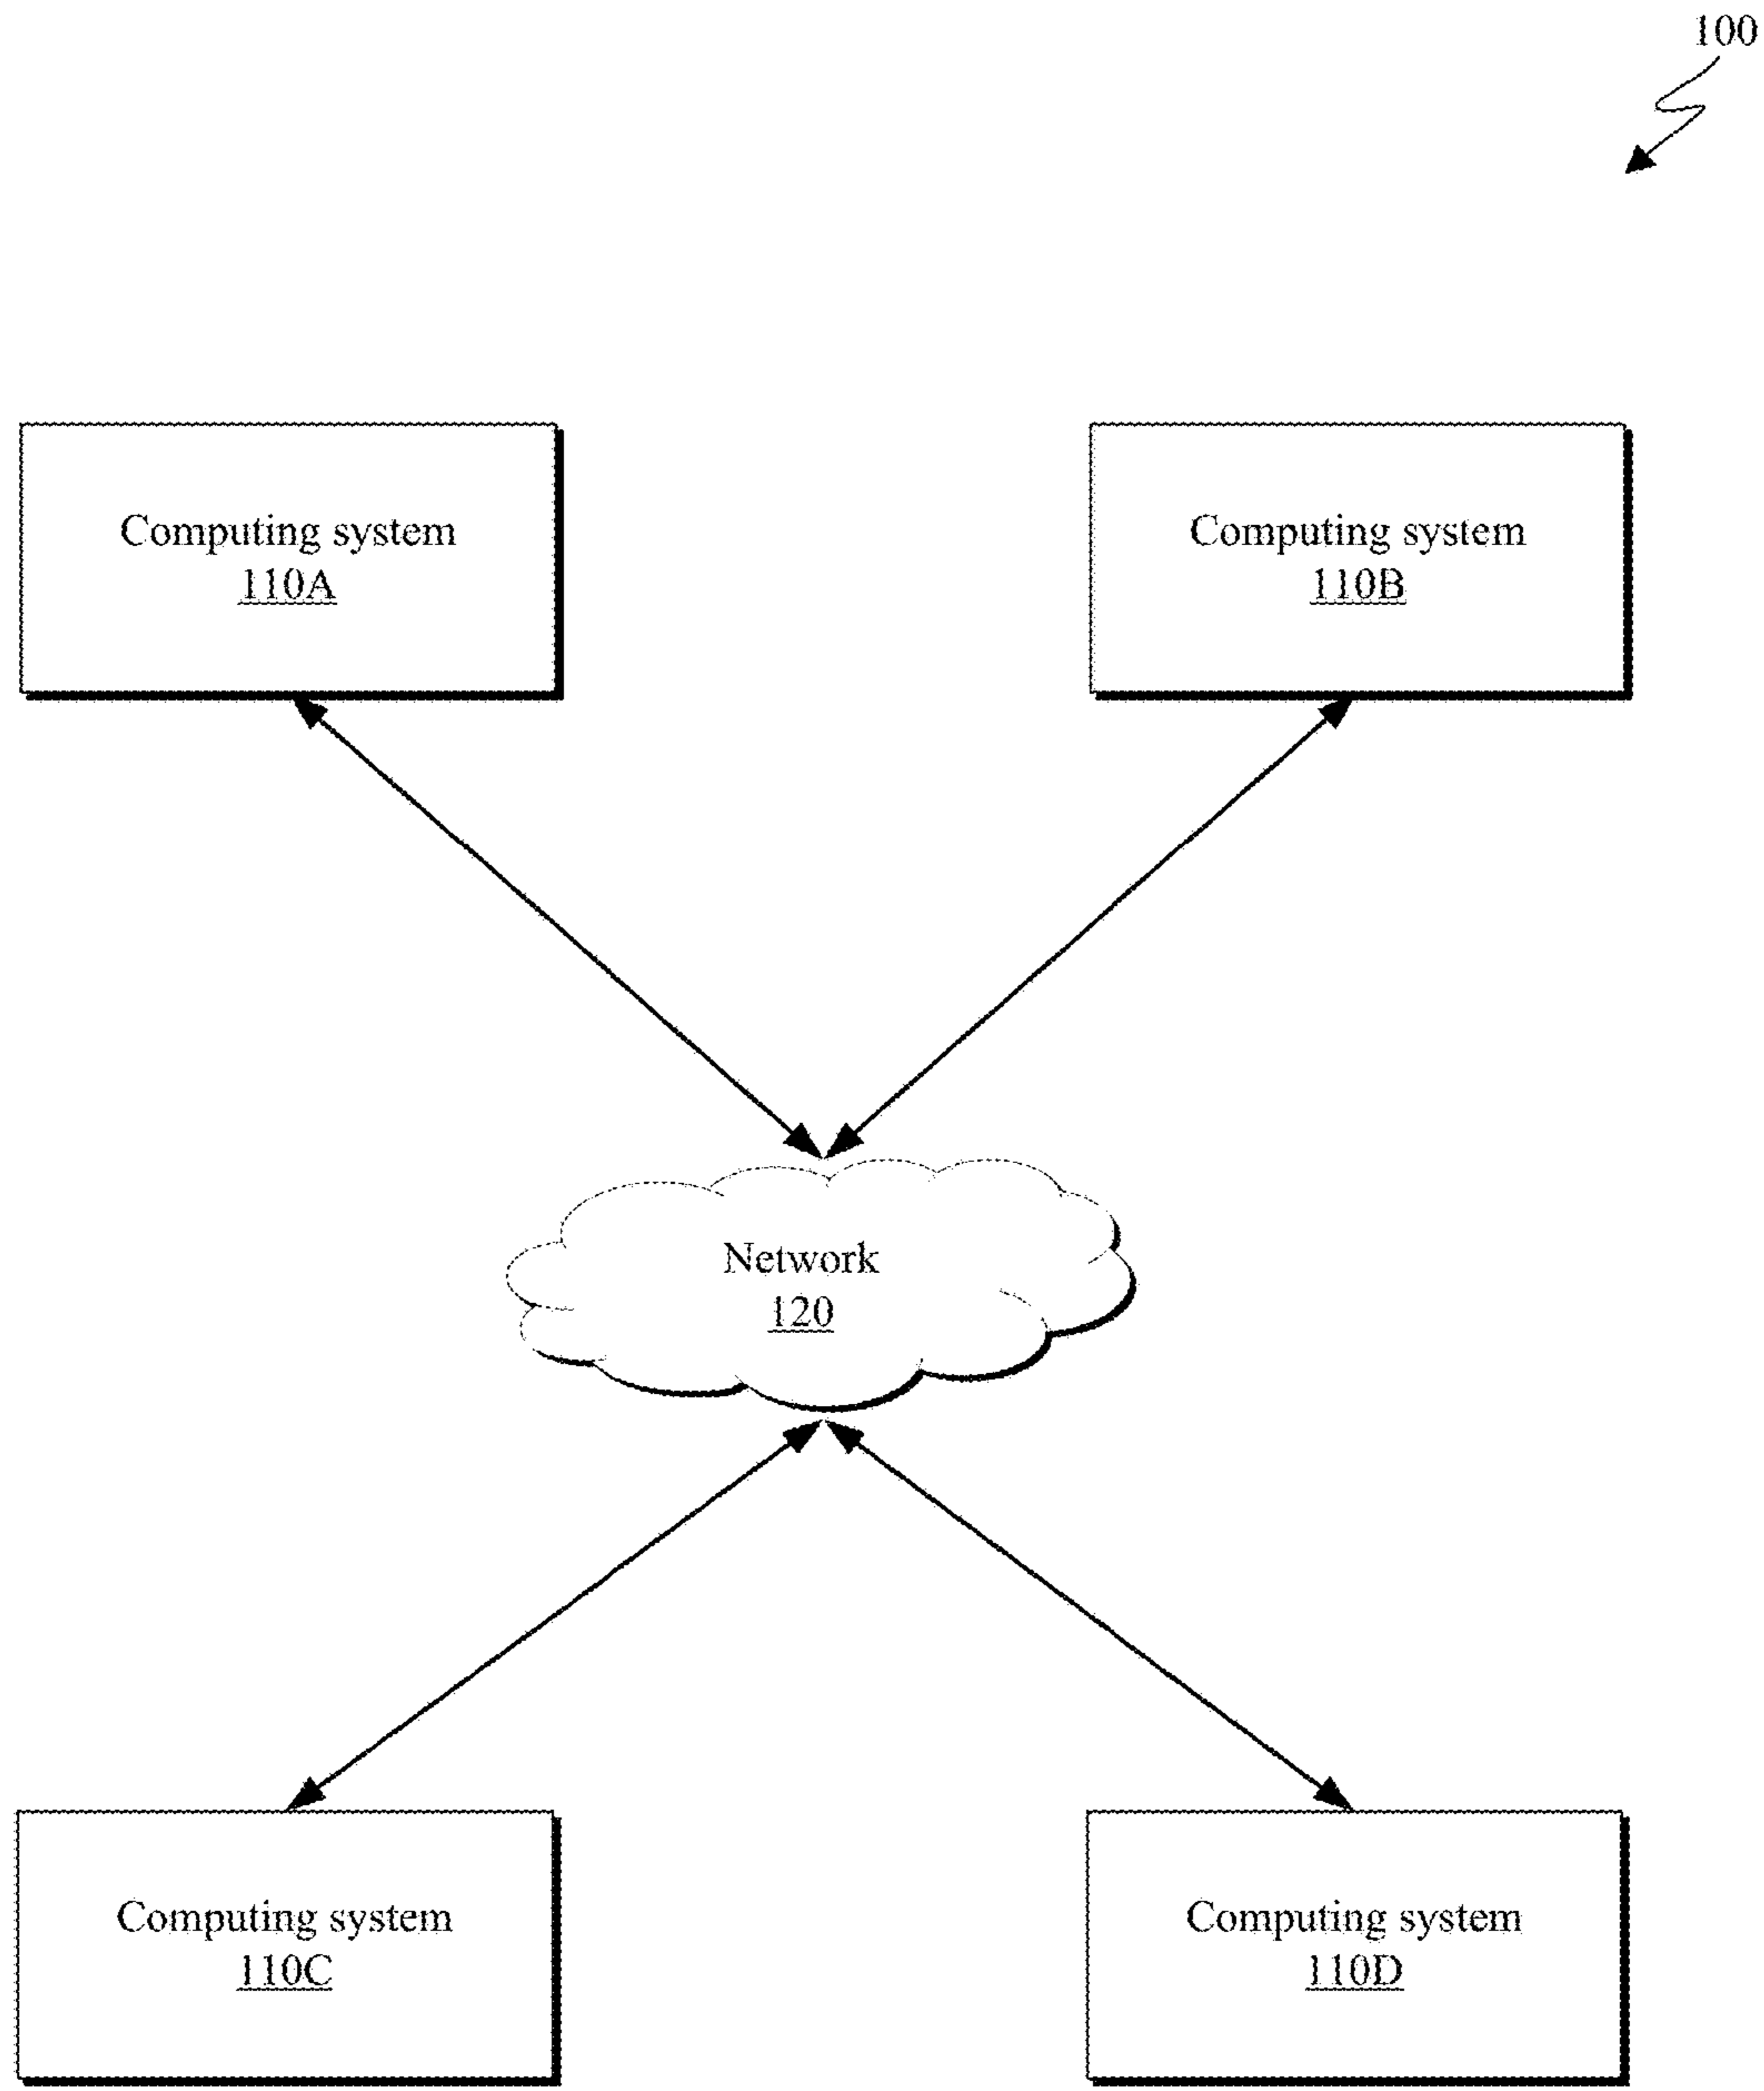 100
Computing system
110A
Computing system
110B
Network
120
Computing system
110C
Computing system
110D